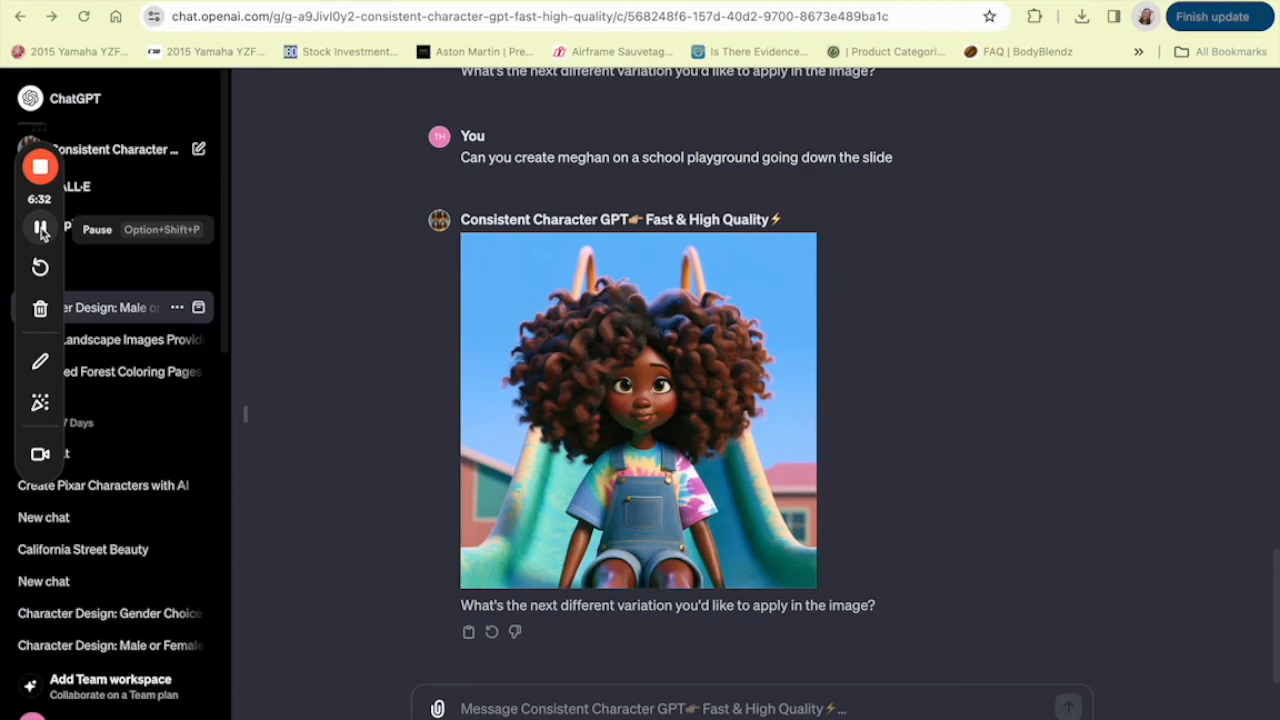 chat.openai.com/g/g-a9JivI0y2-consistent-character-gpt-fast-high-quality/c/568248f6-157d-40d2-9700-8673e489ba1c
Finish update
2015 Yamaha YZF...
2015 Yamaha YZF...
Stock Investment...
Aston Martin | Pre...
Airframe Sauvetag...
Is There Evidence...
| Product Categori...
FAQ | BodyBlendz
»
All Bookmarks
ChatGPT
Consistent Character ...
ALL·E
6:32
Pause Option+Shift+P
er Design: Male or
Landscape Images Provid
ed Forest Coloring Pages
7 Days
at
Create Pixar Characters with AI
New chat
California Street Beauty
New chat
Character Design: Gender Choice
Character Design: Male or Female
Add Team workspace
Collaborate on a Team plan
What's the next different variation you'd like to apply in the image?
TH
You
Can you create meghan on a school playground going down the slide
Consistent Character GPT👉🏼 Fast & High Quality⚡
What's the next different variation you'd like to apply in the image?
Message Consistent Character GPT👉🏼 Fast & High Quality⚡...